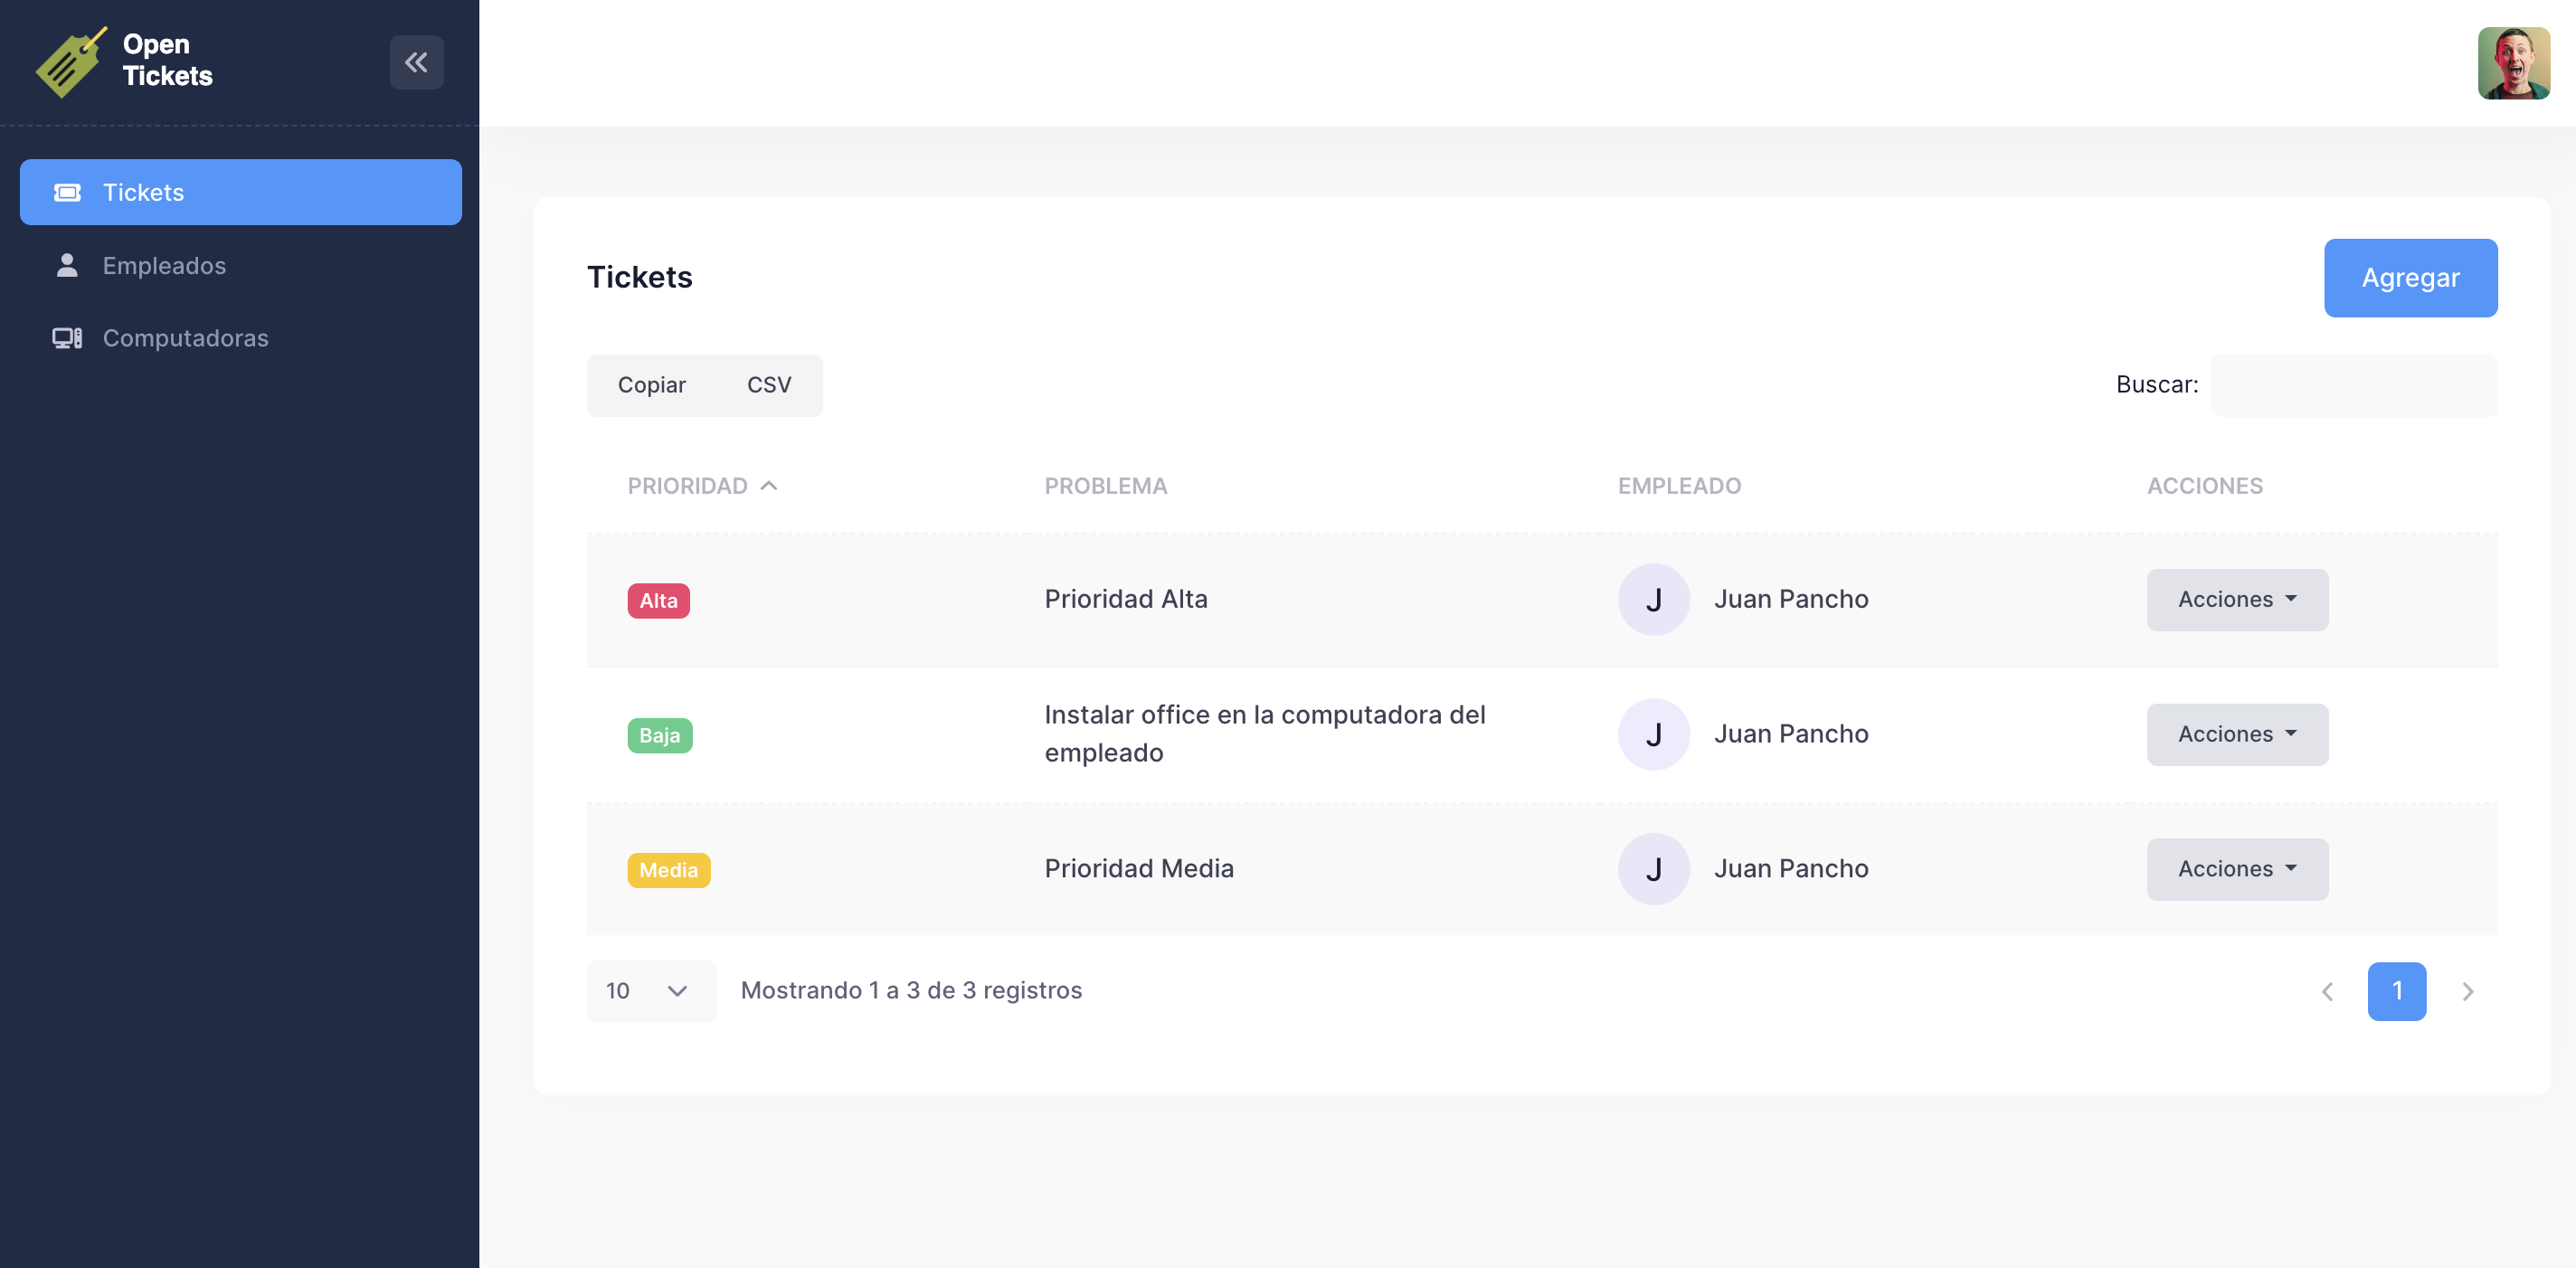 Open
Tickets
Tickets
Empleados
Computadoras
Tickets
Agregar
Copiar CSV
Buscar:
PRIORIDAD PROBLEMA EMPLEADO ACCIONES
Alta Prioridad Alta J Juan Pancho Acciones
Baja Instalar office en la computadora del J Juan Pancho Acciones
empleado
Media Prioridad Media J Juan Pancho Acciones
10 Mostrando 1 a 3 de 3 registros 1